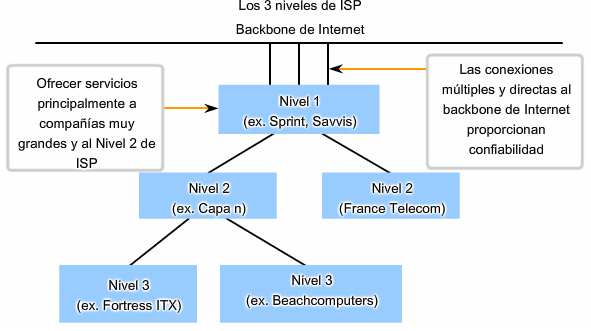 Los 3 niveles de ISP
Backbone de Internet
Ofrecer servicios
principalmente a
compañías muy
grandes y al Nivel 2 de
ISP
Las conexiones
múltiples y directas al
backbone de Internet
proporcionan
confiabilidad
Nivel 1
(ex. Sprint, Savvis)
Nivel 2
(ex. Capa n)
Nivel 2
(France Telecom)
Nivel 3
(ex. Fortress ITX)
Nivel 3
(ex. Beachcomputers)